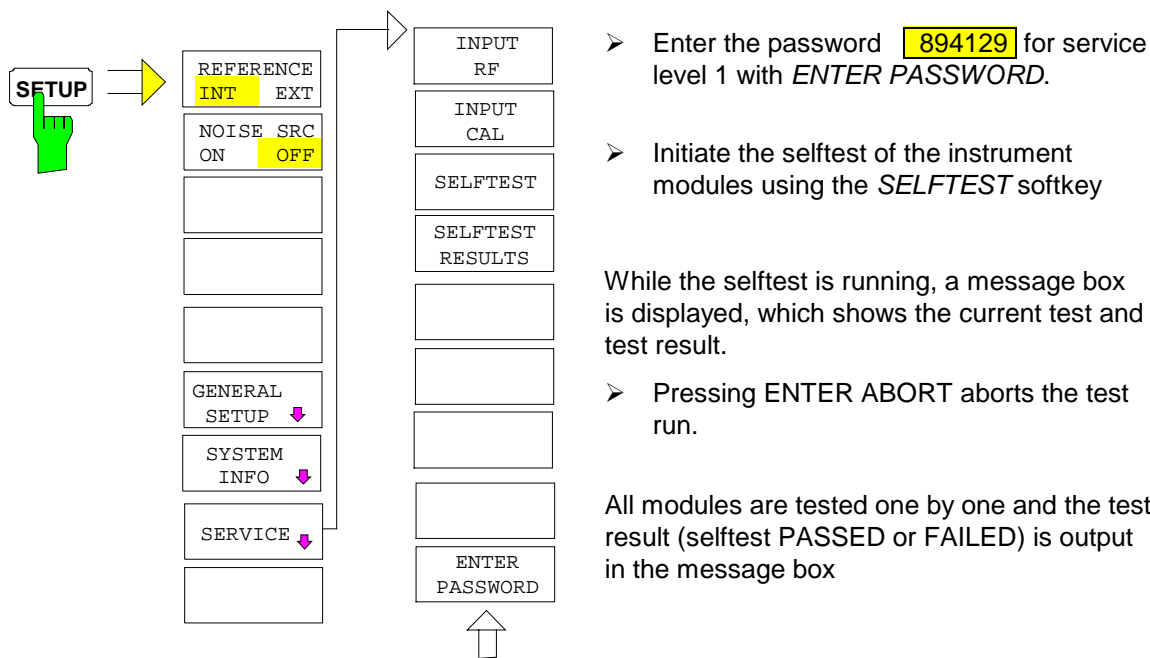 SETUP
REFERENCE
INT EXT
NOISE SRC
ON OFF
GENERAL
SETUP
SYSTEM
INFO
SERVICE
INPUT
RF
INPUT
CAL
SELFTEST
SELFTEST
RESULTS
ENTER
PASSWORD
➢ Enter the password 894129 for service
level 1 with ENTER PASSWORD.
➢ Initiate the selftest of the instrument
modules using the SELFTEST softkey
While the selftest is running, a message box
is displayed, which shows the current test and
test result.
➢ Pressing ENTER ABORT aborts the test
run.
All modules are tested one by one and the test
result (selftest PASSED or FAILED) is output
in the message box